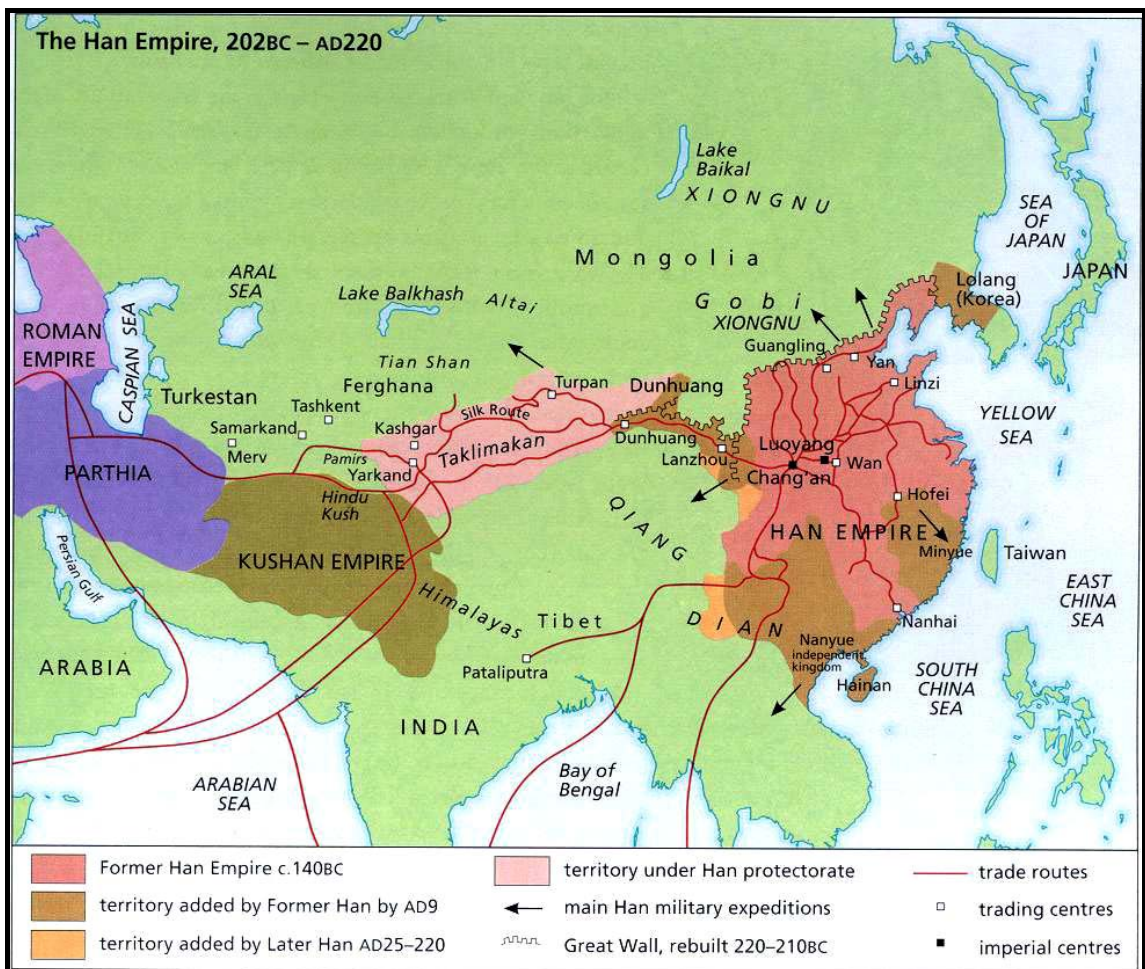 The Han Empire, 202BC – AD220
Lake
Baikal
XIONGNU
SEA
OF
JAPAN
Mongolia
ARAL
SEA
JAPAN
Lolang
(Korea)
Lake Balkhash
Altai
Gobi
XIONGNU
CASPIAN SEA
ROMAN
EMPIRE
Guangling
Yan
Tian Shan
Ferghana
Turpan
Dunhuang
Linzi
Turkestan
Tashkent
Silk Route
YELLOW
SEA
Samarkand
Kashgar
Taklimakan
Dunhuang
Luoyang
Merv
Pamirs
Yarkand
Lanzhou
Wan
PARTHIA
Chang'an
Hindu
Kush
Hofei
QIANG
HAN EMPIRE
Minyue
Taiwan
Persian Gulf
KUSHAN EMPIRE
EAST
CHINA
SEA
Himalayas
Tibet
DIAN
Nanhai
Nanyue
independent
kingdom
ARABIA
Pataliputra
Hainan
SOUTH
CHINA
SEA
INDIA
ARABIAN
SEA
Bay of
Bengal
Former Han Empire c.140BC
territory added by Former Han by AD9
territory added by Later Han AD25–220
territory under Han protectorate
main Han military expeditions
Great Wall, rebuilt 220–210BC
trade routes
trading centres
imperial centres